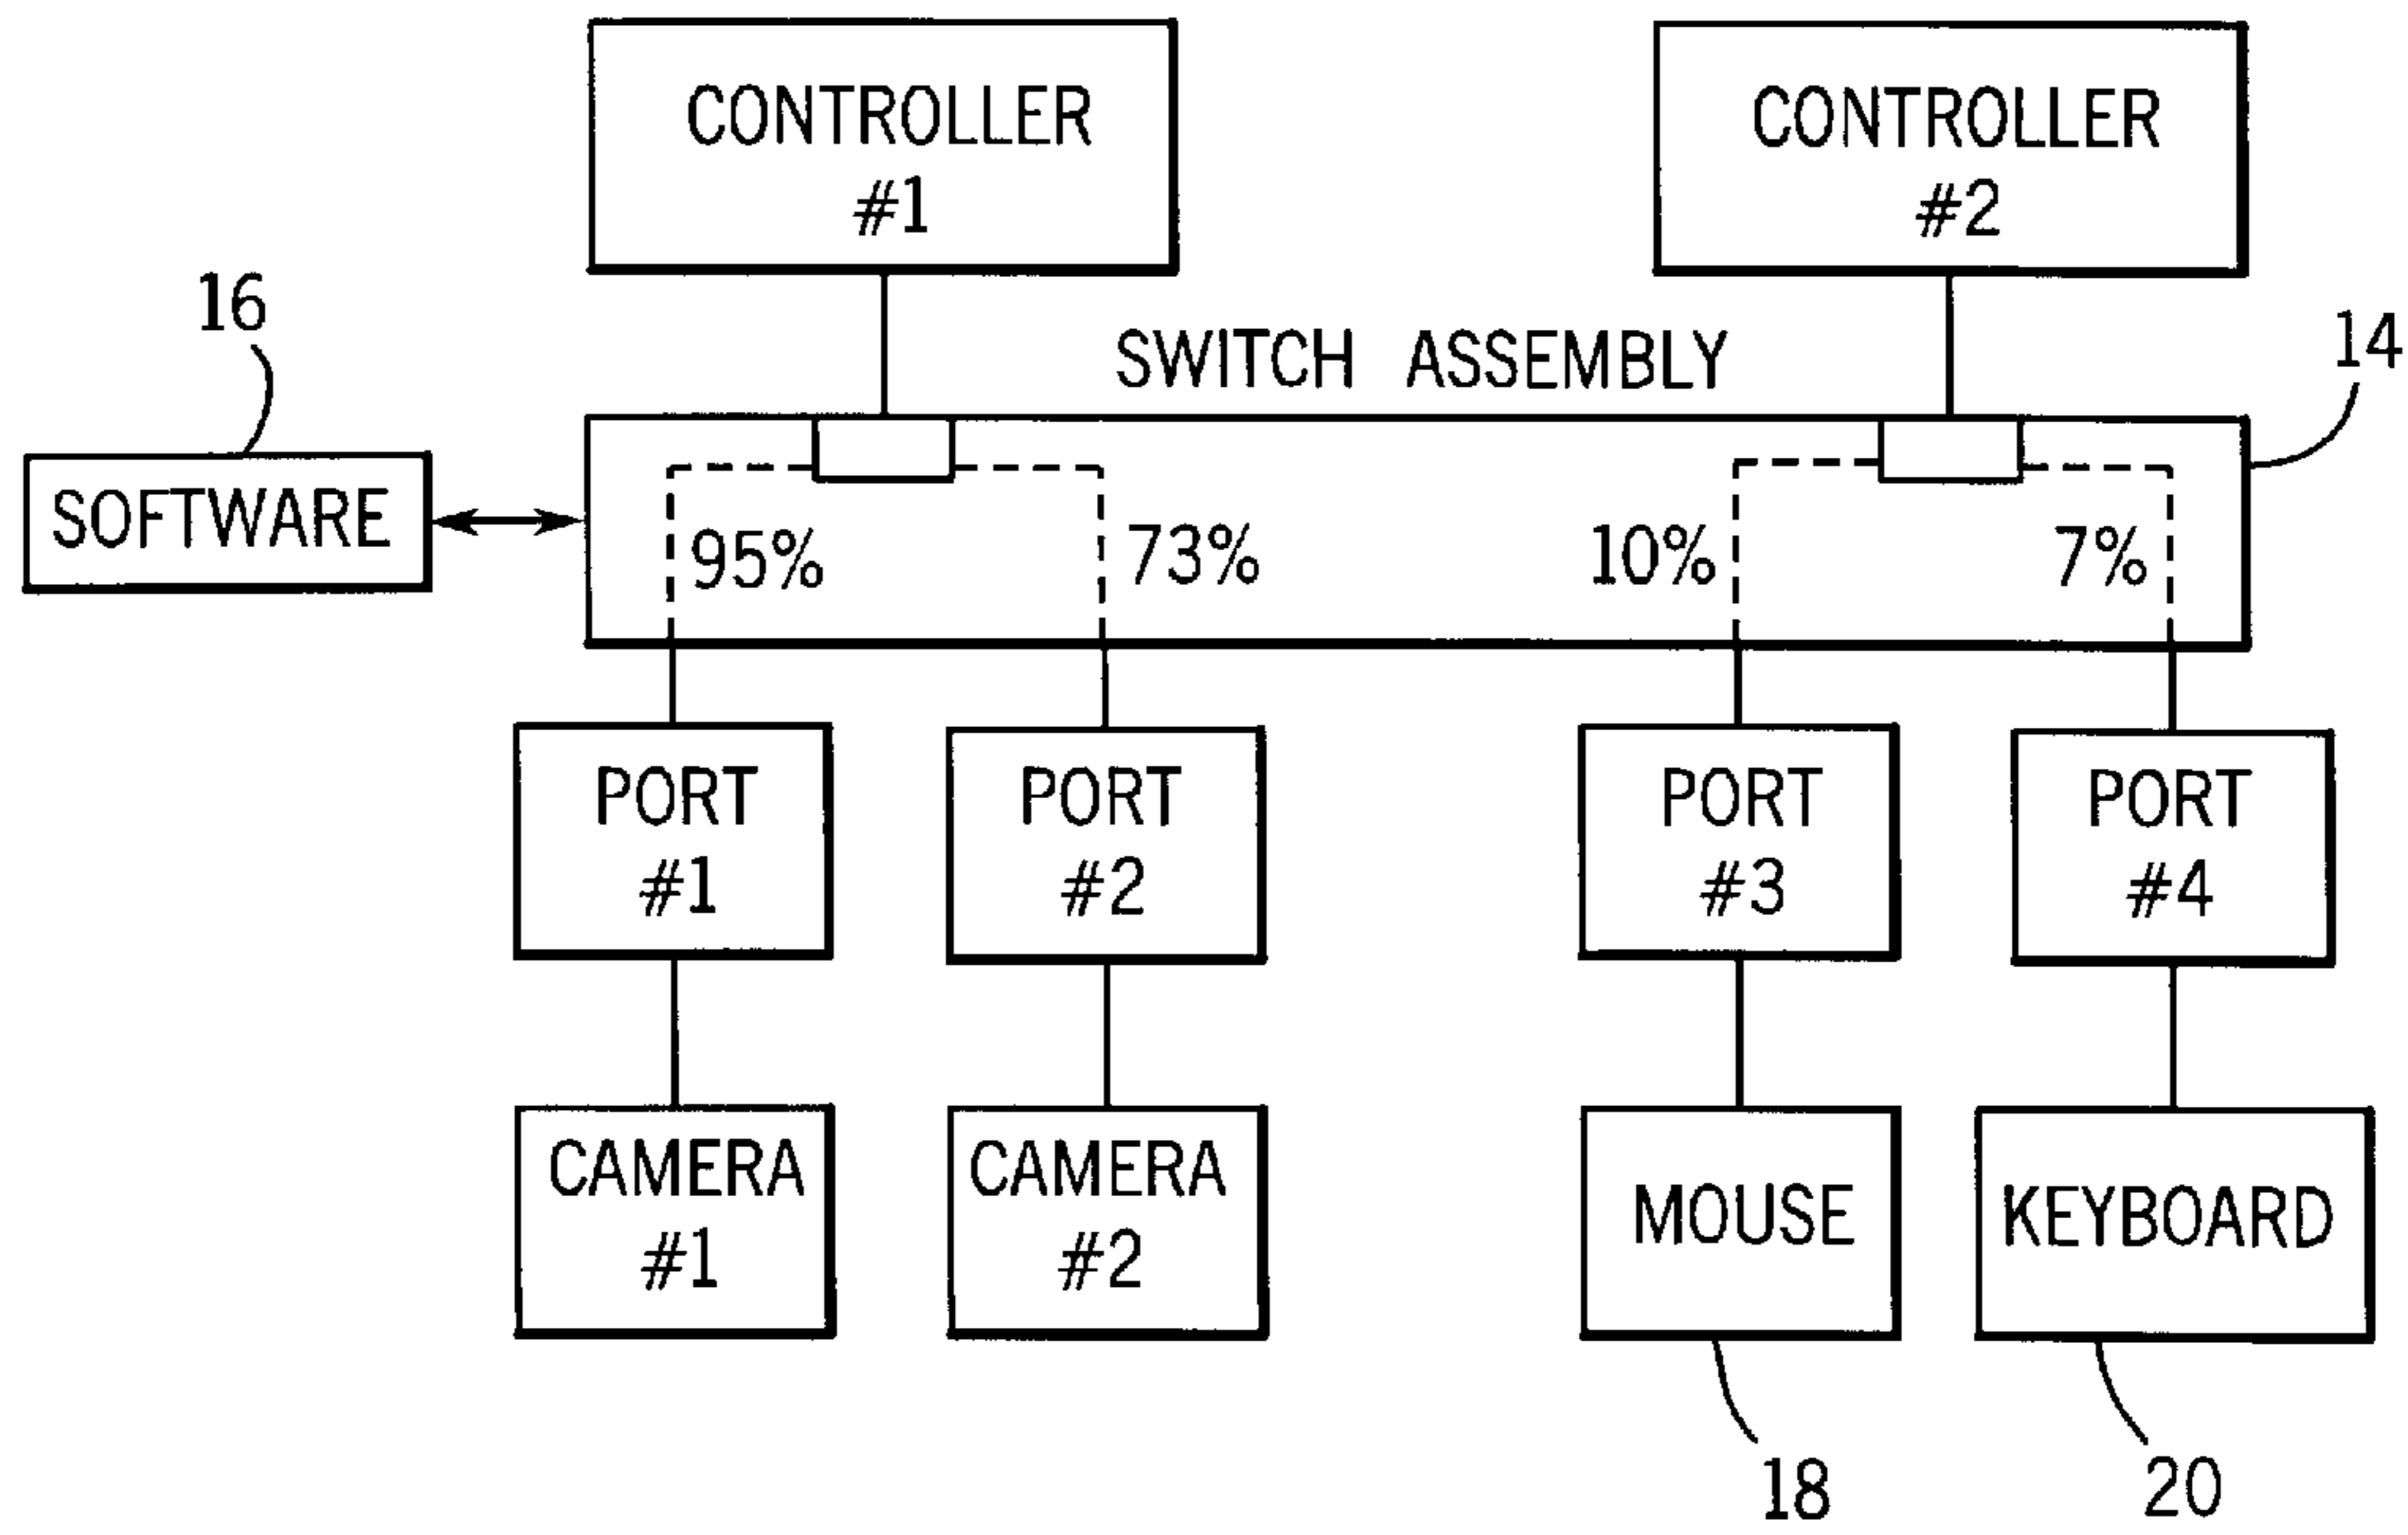 CONTROLLER
#1
CONTROLLER
#2
16
SWITCH ASSEMBLY
14
SOFTWARE
95%
73%
10%
7%
PORT
#1
PORT
#2
PORT
#3
PORT
#4
CAMERA
#1
CAMERA
#2
MOUSE
KEYBOARD
18
20